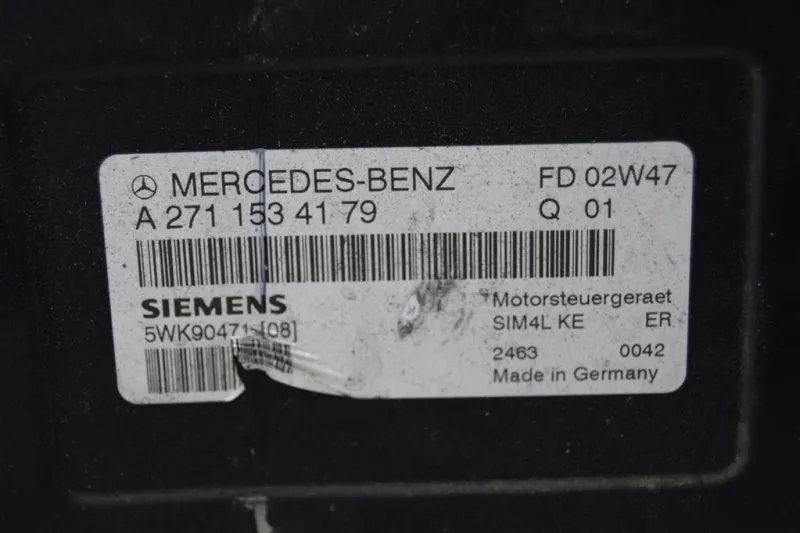 MERCEDES-BENZ FD 02W47
A 271 153 41 79 Q 01
SIEMENS
5WK90471 [08]
Motorsteuergeraet
SIM4L KE ER
2463 0042
Made in Germany